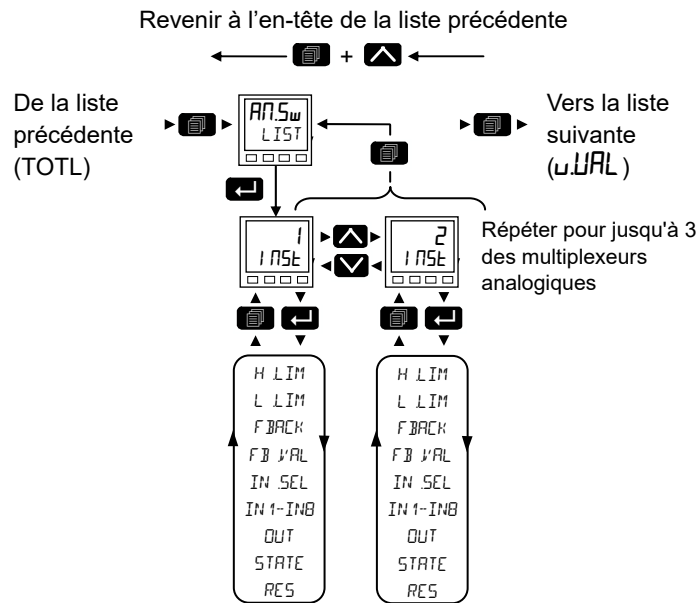 Revenir à l'en-tête de la liste précédente
+
De la liste
précédente
(TOTL)
AN.Sw
LIST
Vers la liste
suivante
(u.VAL)
1
INSt
2
INSt
Répéter pour jusqu'à 3
des multiplexeurs
analogiques
H.LIM
L.LIM
F.BACK
FB.VAL
IN.SEL
IN1-IN8
OUT
STATE
RES
H.LIM
L.LIM
F.BACK
FB.VAL
IN.SEL
IN1-IN8
OUT
STATE
RES